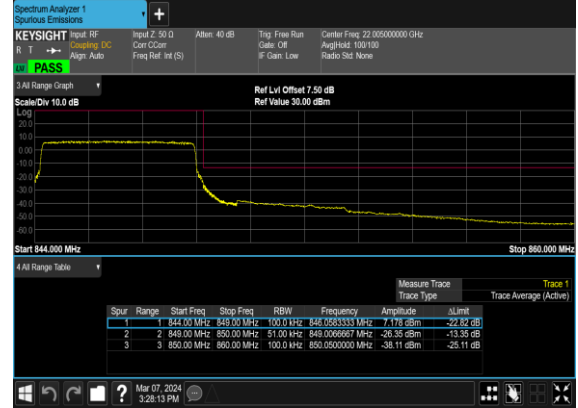 Spectrum Analyzer 1
Spurious Emissions
KEYSIGHT Input: RF Input Z: 50 Ω Atten: 40 dB Trig: Free Run Center Freq: 22.005000000 GHz
R T Coupling: DC Corr CCorr Gate: Off Avg|Hold: 100/100
Align: Auto Freq Ref: Int (S) IF Gain: Low Radio Std: None
PASS
3 All Range Graph
Ref Lvl Offset 7.50 dB
Scale/Div 10.0 dB Ref Value 30.00 dBm
Log
20.0
10.0
0.00
-10.0
-20.0
-30.0
-40.0
-50.0
-60.0
Start 844.000 MHz Stop 860.000 MHz
4 All Range Table
Measure Trace Trace 1
Trace Type Trace Average (Active)
Spur Range Start Freq Stop Freq RBW Frequency Amplitude ΔLimit
1 1 844.00 MHz 849.00 MHz 100.0 kHz 846.0583333 MHz 7.178 dBm -22.82 dB
2 2 849.00 MHz 850.00 MHz 51.00 kHz 849.0066667 MHz -26.35 dBm -13.35 dB
3 3 850.00 MHz 860.00 MHz 100.0 kHz 850.0500000 MHz -38.11 dBm -25.11 dB
?
Mar 07, 2024
3:28:13 PM